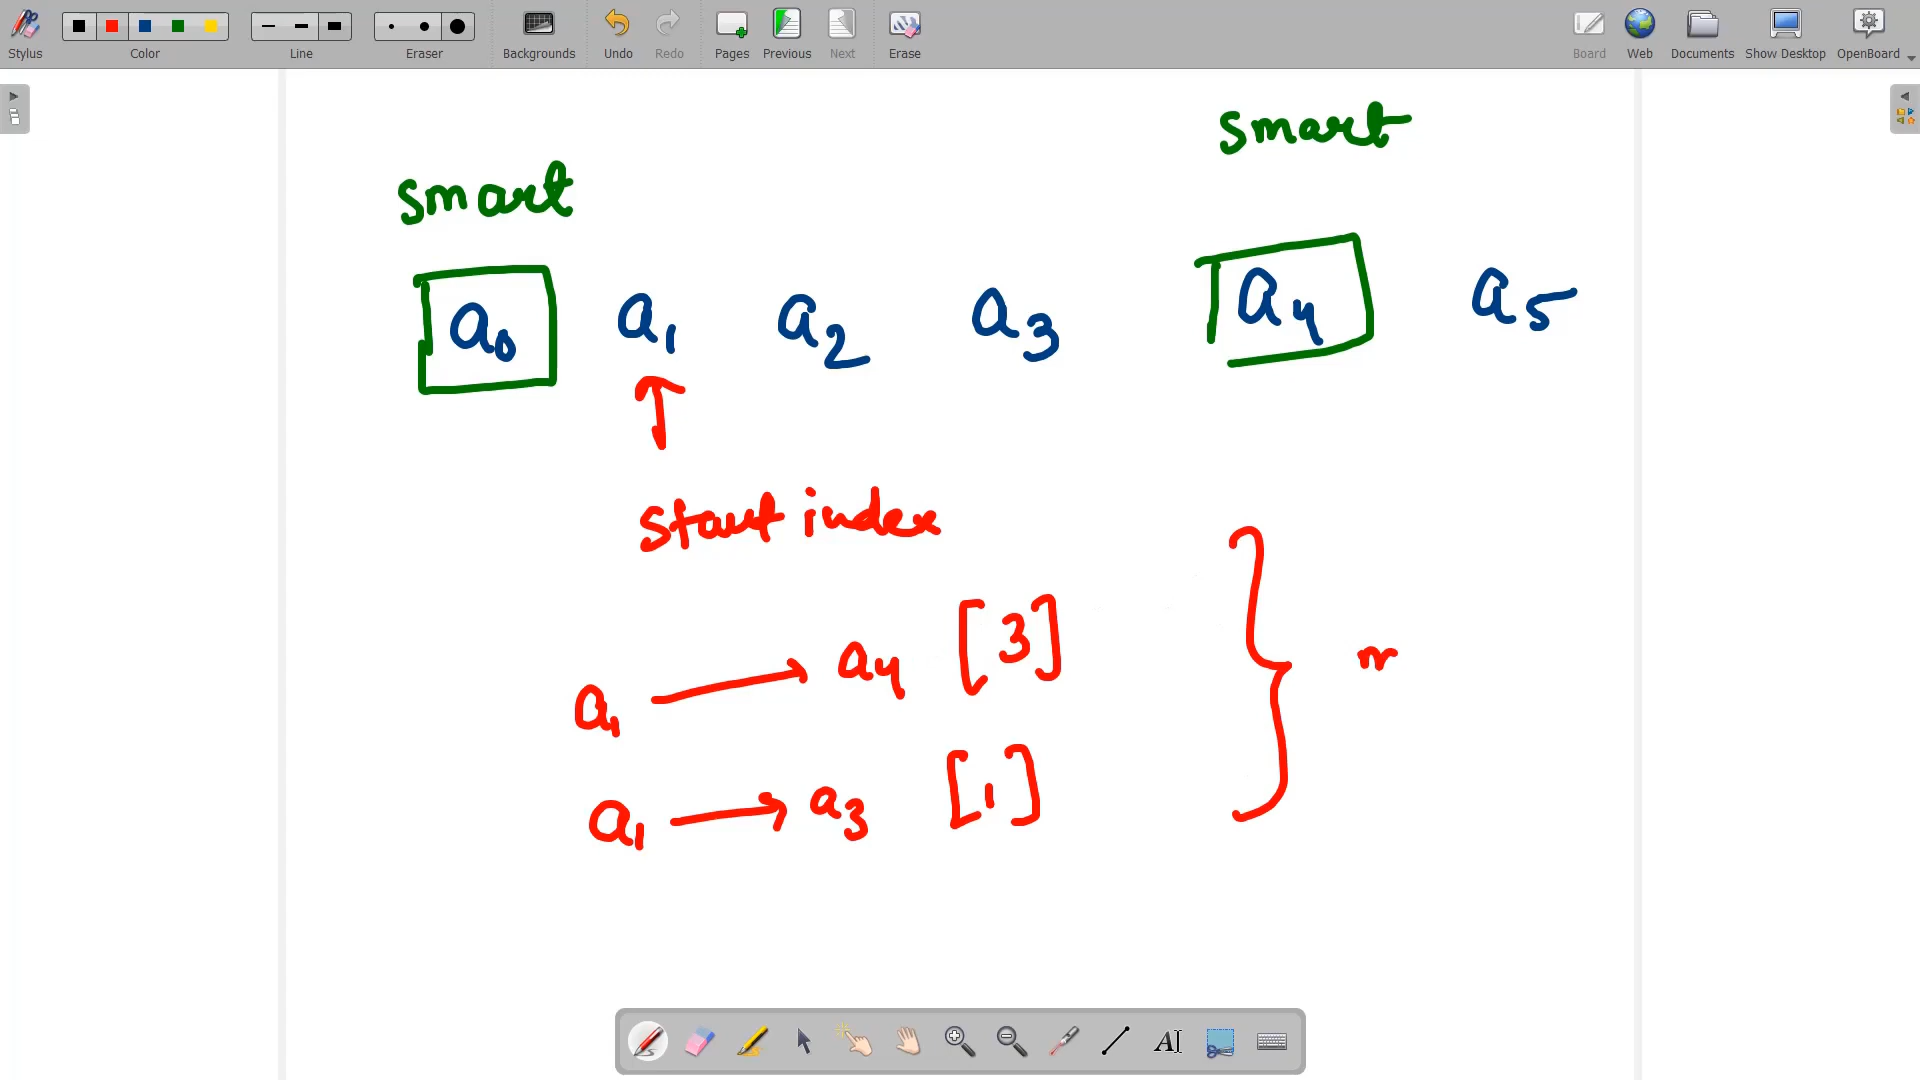 Stylus Color Line Eraser Backgrounds Undo Redo Pages Previous Next Erase Board Web Documents Show Desktop OpenBoard
smart
smart
a0 a1 a2 a3 a4 a5
start index
a1 → a4 [3]
a1 → a3 [1]